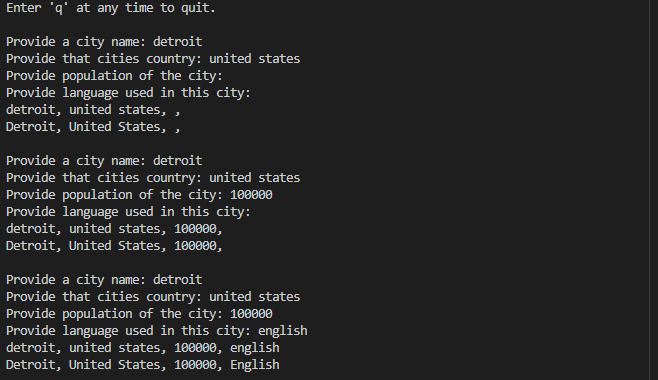 Enter 'q' at any time to quit.

Provide a city name: detroit
Provide that cities country: united states
Provide population of the city:
Provide language used in this city:
detroit, united states, ,
Detroit, United States, ,

Provide a city name: detroit
Provide that cities country: united states
Provide population of the city: 100000
Provide language used in this city:
detroit, united states, 100000,
Detroit, United States, 100000,

Provide a city name: detroit
Provide that cities country: united states
Provide population of the city: 100000
Provide language used in this city: english
detroit, united states, 100000, english
Detroit, United States, 100000, English